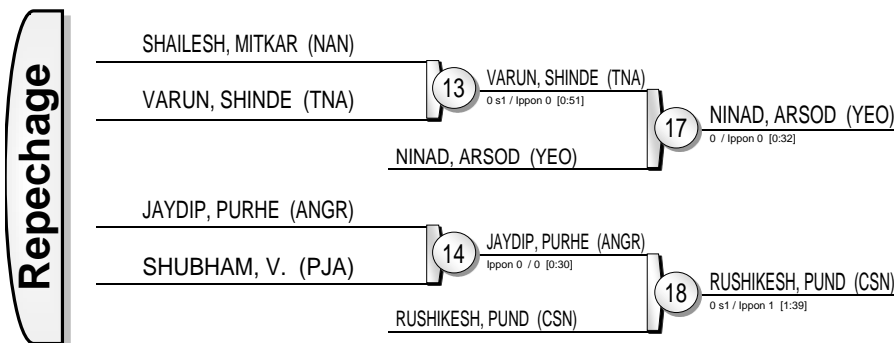 Repechage
SHAILESH, MITKAR (NAN)
VARUN, SHINDE (TNA)
13
VARUN, SHINDE (TNA)
0 s1 / Ippon 0 [0:51]
NINAD, ARSOD (YEO)
17
NINAD, ARSOD (YEO)
0 / Ippon 0 [0:32]
JAYDIP, PURHE (ANGR)
SHUBHAM, V. (PJA)
14
JAYDIP, PURHE (ANGR)
Ippon 0 / 0 [0:30]
RUSHIKESH, PUND (CSN)
18
RUSHIKESH, PUND (CSN)
0 s1 / Ippon 1 [1:39]